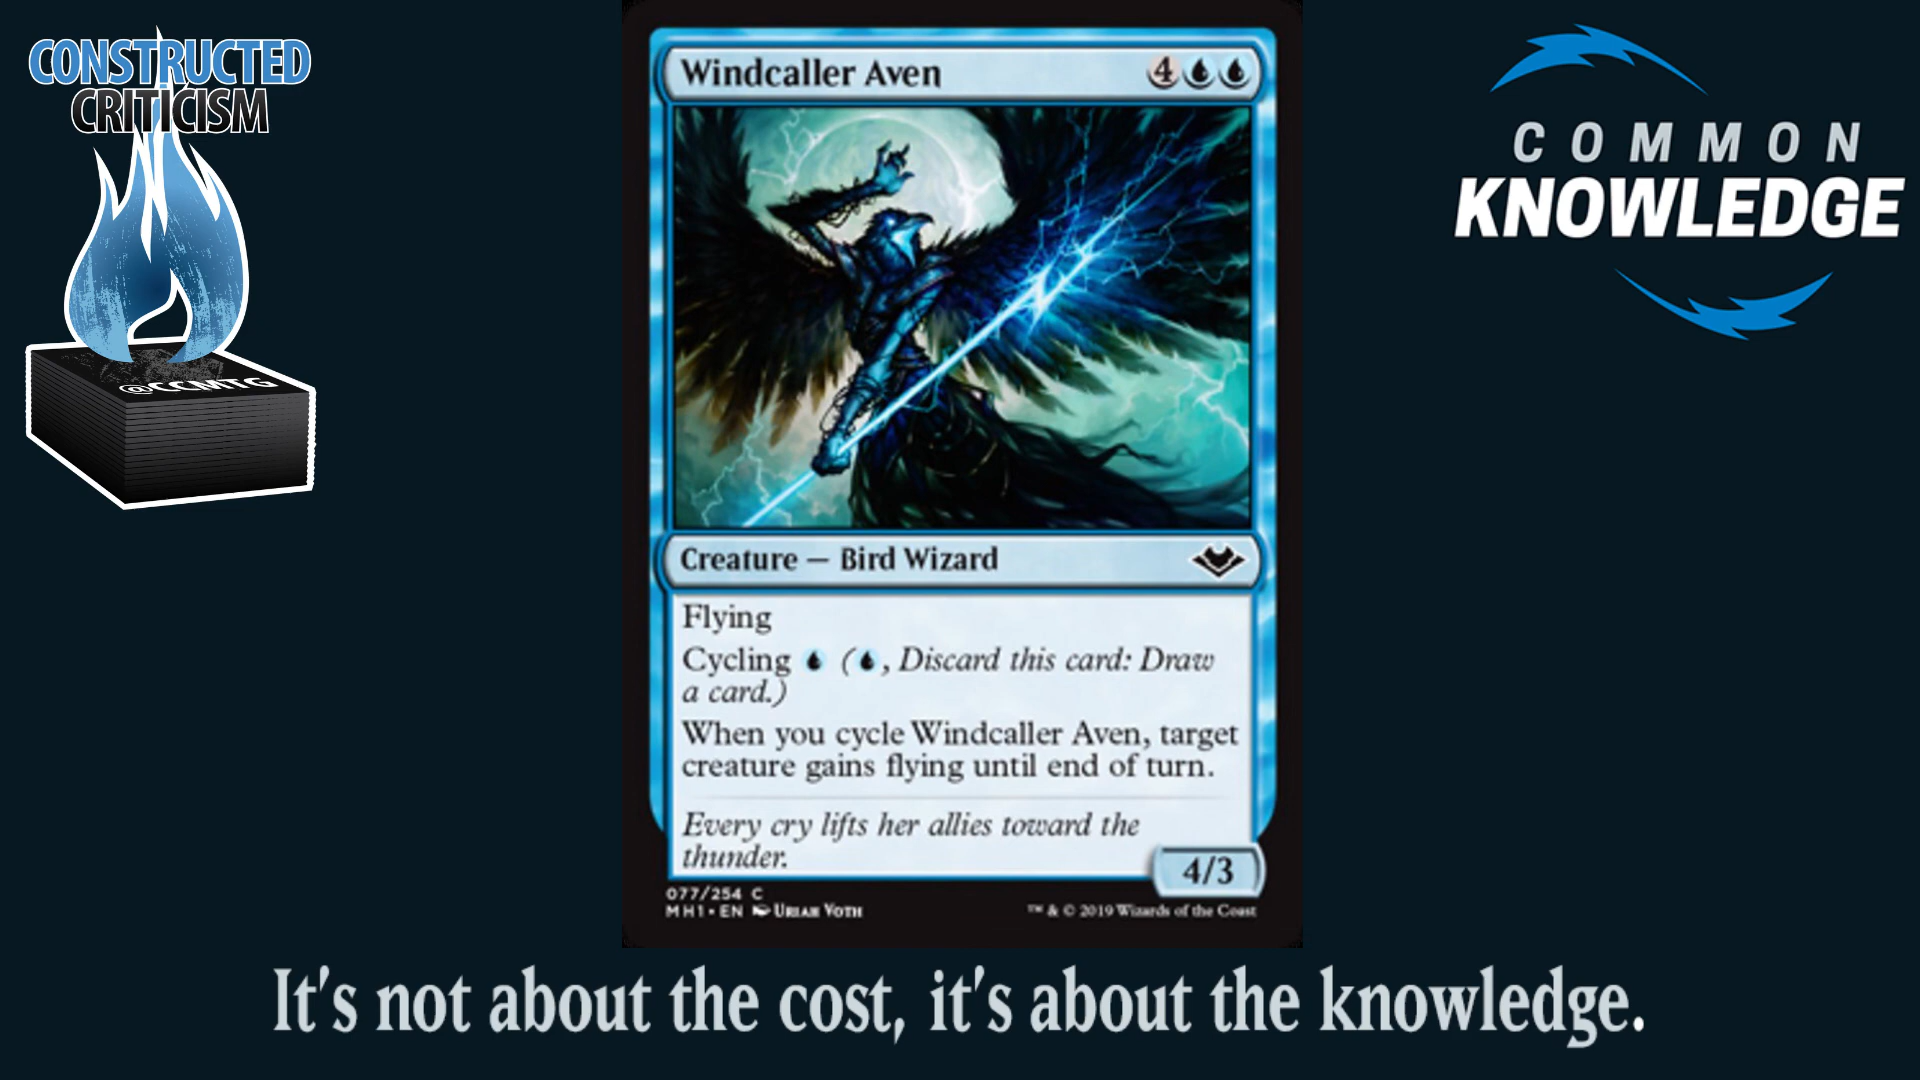 CONSTRUCTED
CRITICISM
@CCMTG
COMMON
KNOWLEDGE
Windcaller Aven 4
Creature — Bird Wizard
Flying
Cycling (, Discard this card: Draw
a card.)
When you cycle Windcaller Aven, target
creature gains flying until end of turn.
Every cry lifts her allies toward the
thunder.
4/3
077/254 C
MH1 • EN Uriah Voth
™ & © 2019 Wizards of the Coast
It's not about the cost, it's about the knowledge.